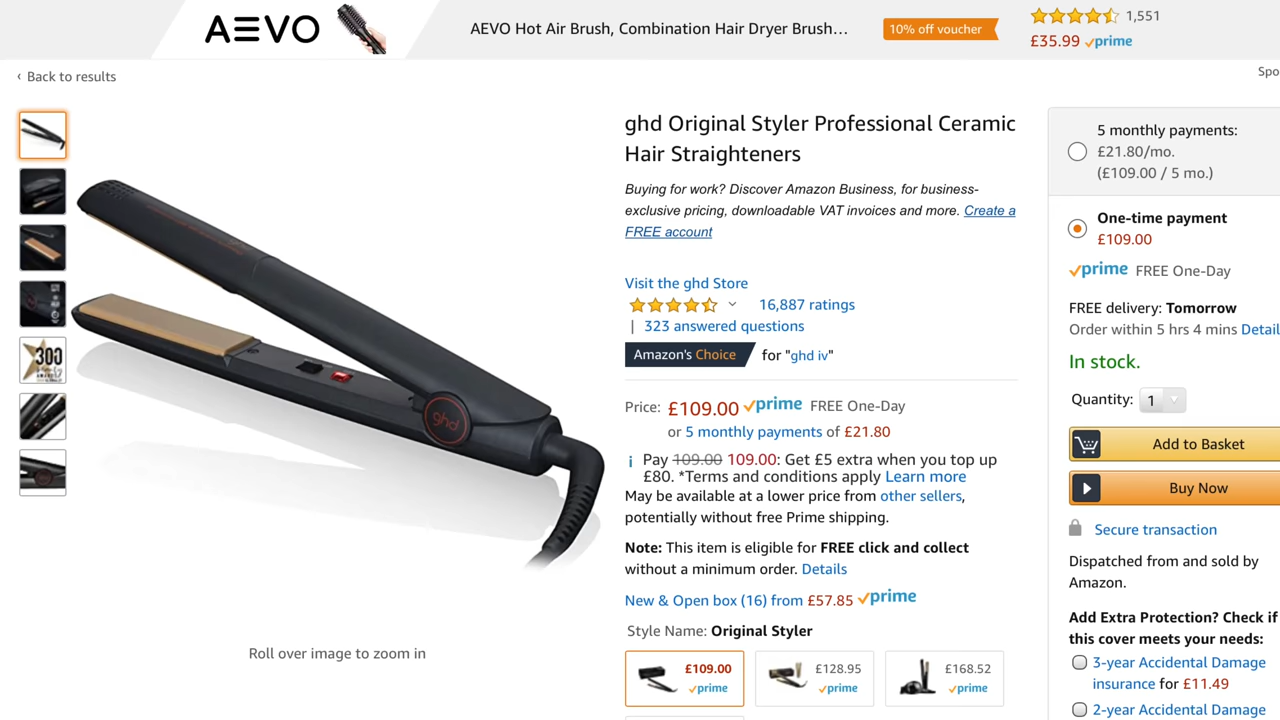 AEVO
AEVO Hot Air Brush, Combination Hair Dryer Brush…
10% off voucher
1,551
£35.99 prime
‹ Back to results
Spo
ghd Original Styler Professional Ceramic
Hair Straighteners
Buying for work? Discover Amazon Business, for business-
exclusive pricing, downloadable VAT invoices and more. Create a
FREE account
Visit the ghd Store
16,887 ratings
| 323 answered questions
Amazon's Choice for "ghd iv"
Price: £109.00 prime FREE One-Day
or 5 monthly payments of £21.80
i Pay 109.00 109.00: Get £5 extra when you top up
£80. *Terms and conditions apply Learn more
May be available at a lower price from other sellers,
potentially without free Prime shipping.
Note: This item is eligible for FREE click and collect
without a minimum order. Details
New & Open box (16) from £57.85 prime
Style Name: Original Styler
£109.00
prime
£128.95
prime
£168.52
prime
300
ghd
Roll over image to zoom in
5 monthly payments:
£21.80/mo.
(£109.00 / 5 mo.)
One-time payment
£109.00
prime FREE One-Day
FREE delivery: Tomorrow
Order within 5 hrs 4 mins Detail
In stock.
Quantity: 1
Add to Basket
Buy Now
Secure transaction
Dispatched from and sold by
Amazon.
Add Extra Protection? Check if
this cover meets your needs:
3-year Accidental Damage
insurance for £11.49
2-year Accidental Damage